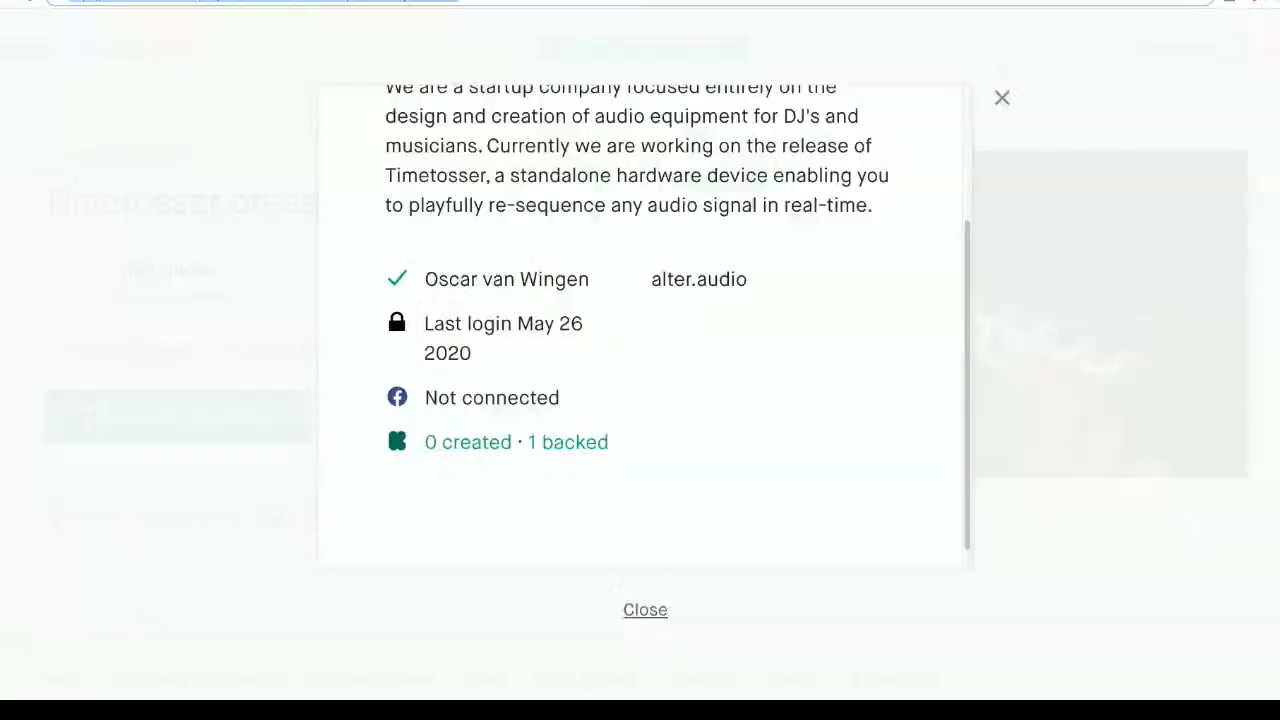 We are a startup company focused entirely on the
design and creation of audio equipment for DJ's and
musicians. Currently we are working on the release of
Timetosser, a standalone hardware device enabling you
to playfully re-sequence any audio signal in real-time.
Oscar van Wingen
alter.audio
Last login May 26
2020
Not connected
0 created · 1 backed
Close